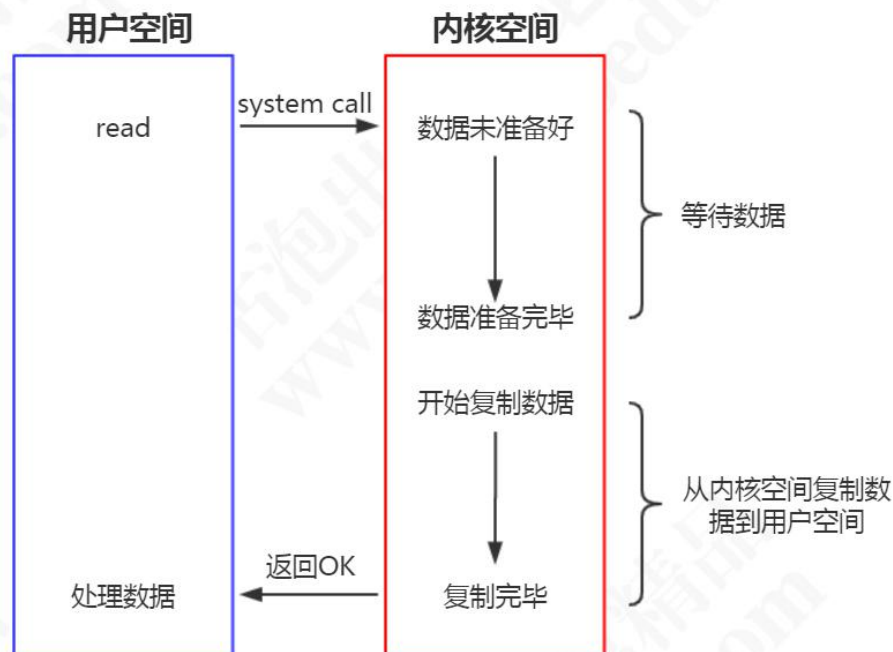 用户空间
内核空间
read
system call
数据未准备好
等待数据
数据准备完毕
开始复制数据
从内核空间复制数
据到用户空间
返回OK
处理数据
复制完毕